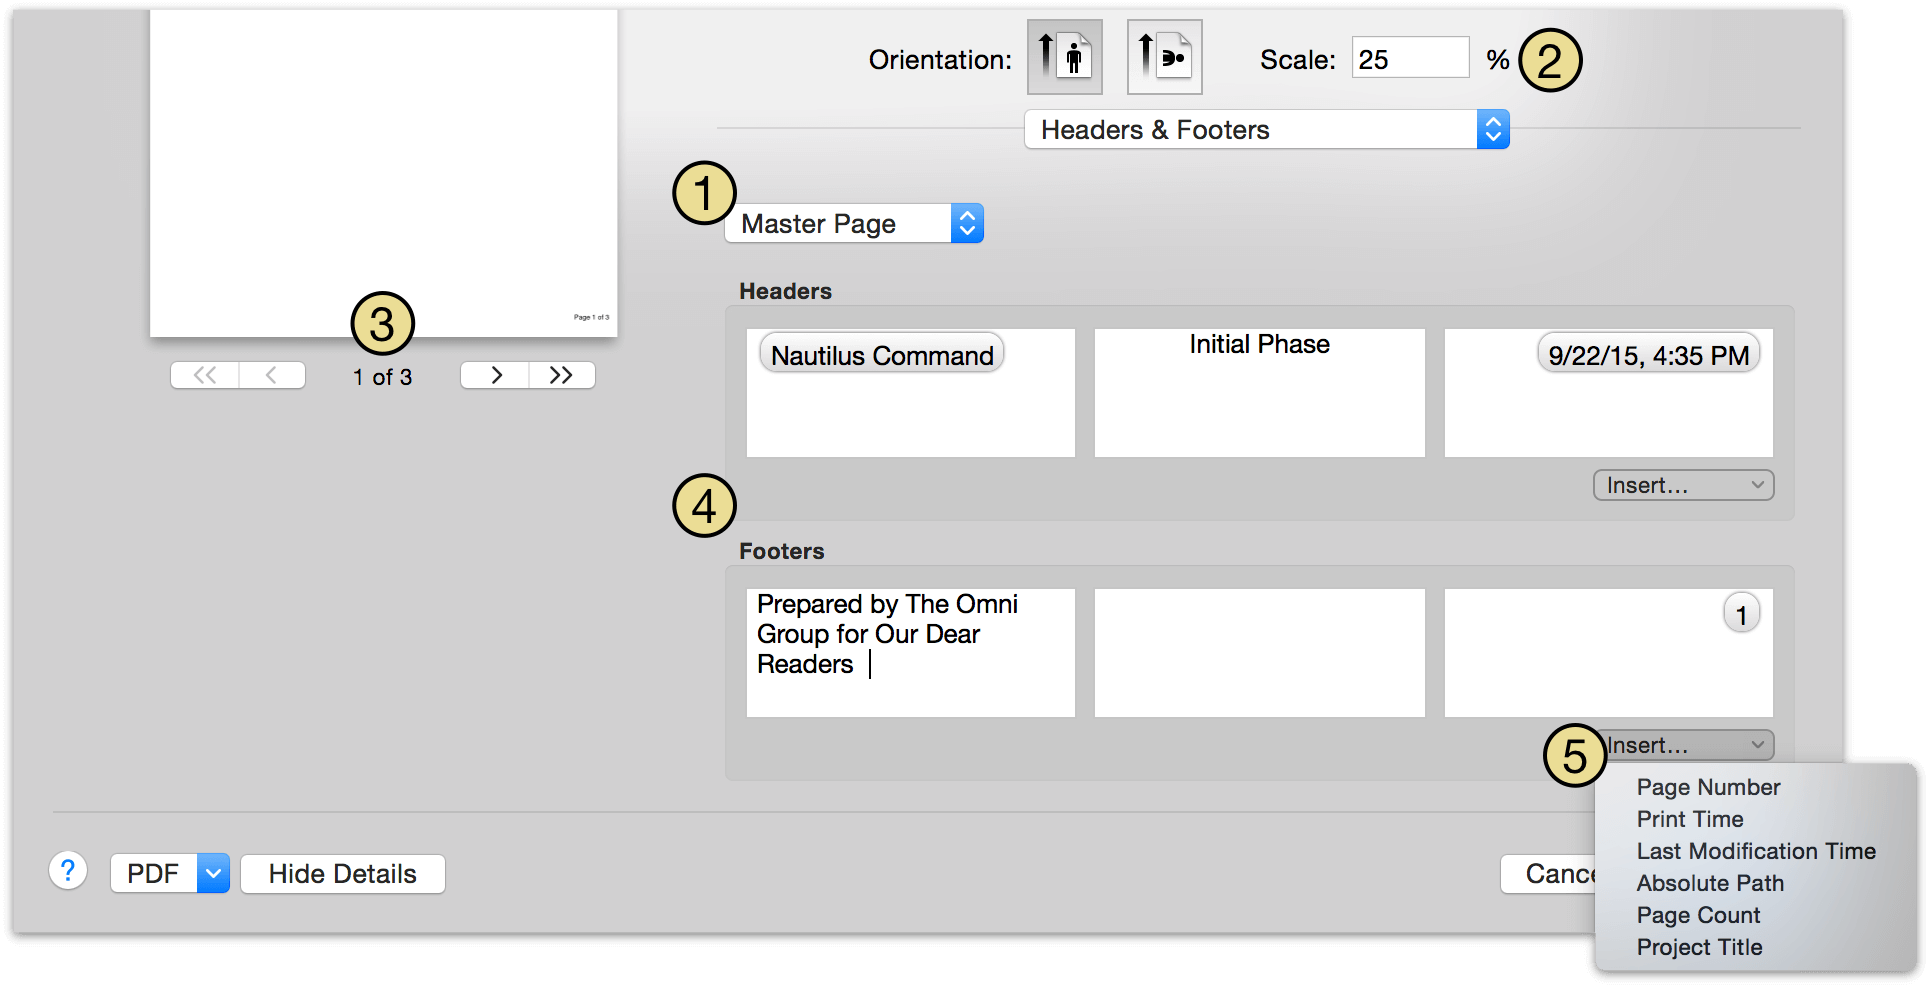 Orientation:
Scale: 25 % 2
Headers & Footers
1
Master Page
Page 1 of 3
3
1 of 3
Headers
Nautilus Command
Initial Phase
9/22/15, 4:35 PM
Insert...
4
Footers
Prepared by The Omni
Group for Our Dear
Readers
1
5
Insert...
Page Number
Print Time
Last Modification Time
Absolute Path
Page Count
Project Title
?
PDF
Hide Details
Cance